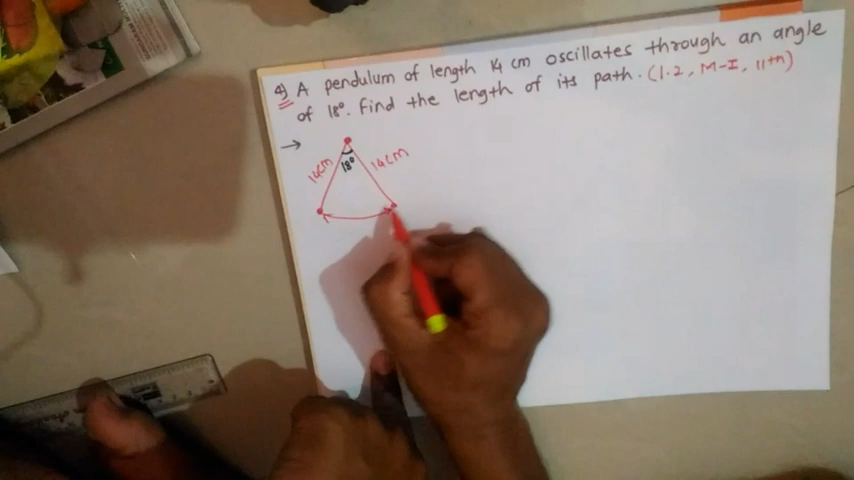 4) A pendulum of length 14 cm oscillates through an angle
of 18°. Find the length of its path. (1.2, M-I, 11th)
→
14cm 18° 14cm